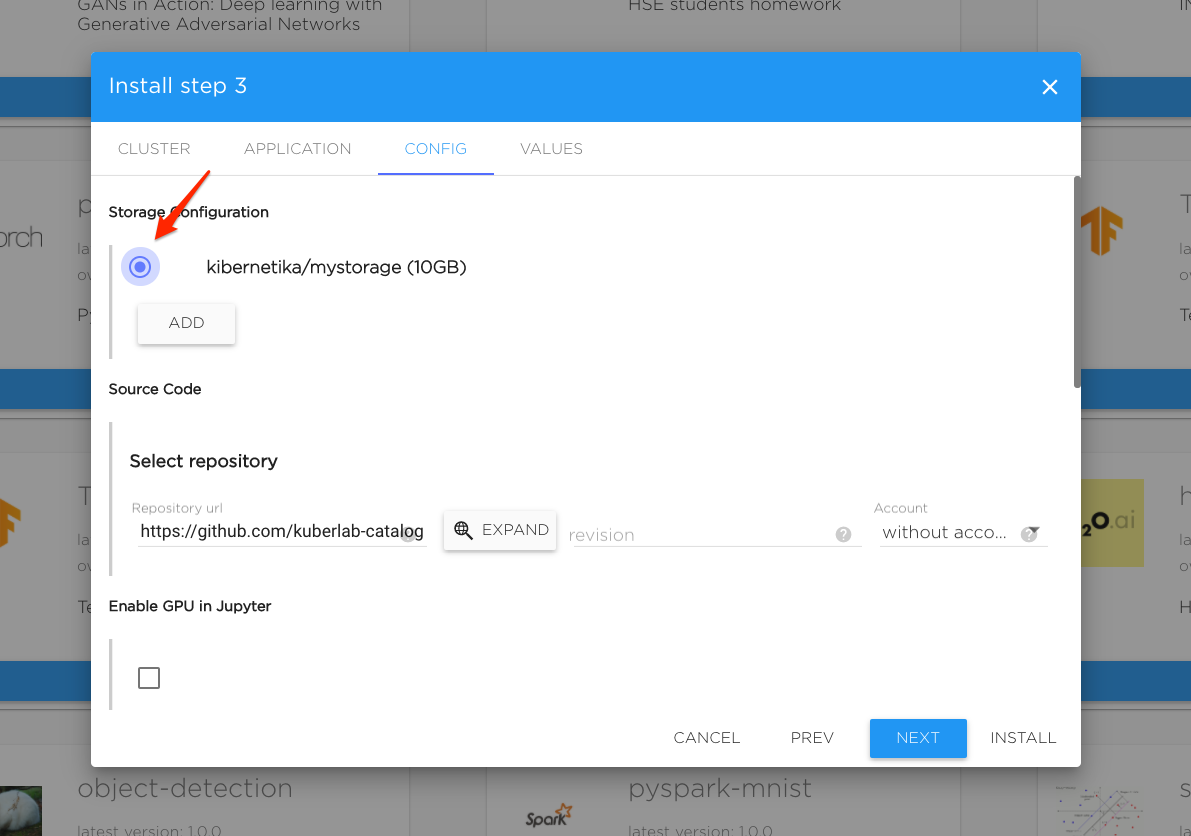 GANs in Action: Deep learning with
Generative Adversarial Networks
HSE students homework
Install step 3
CLUSTER
APPLICATION
CONFIG
VALUES
Storage Configuration
kibernetika/mystorage (10GB)
ADD
Source Code
Select repository
Repository url
https://github.com/kuberlab-catalog
EXPAND
revision
Account
without acco...
Enable GPU in Jupyter
CANCEL
PREV
NEXT
INSTALL
object-detection
latest version: 1.0.0
Spark
pyspark-mnist
latest version: 1.0.0